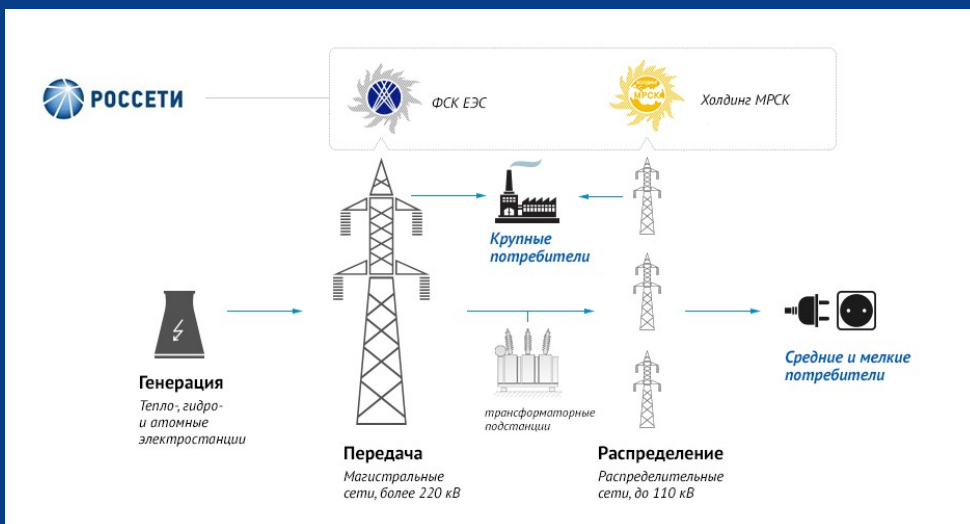 РОССЕТИ
ФСК ЕЭС
МРСК
Холдинг МРСК
Крупные
потребители
Генерация
Тепло-, гидро-
и атомные
электростанции
трансформаторные
подстанции
Средние и мелкие
потребители
Передача
Магистральные
сети, более 220 кВ
Распределение
Распределительные
сети, до 110 кВ